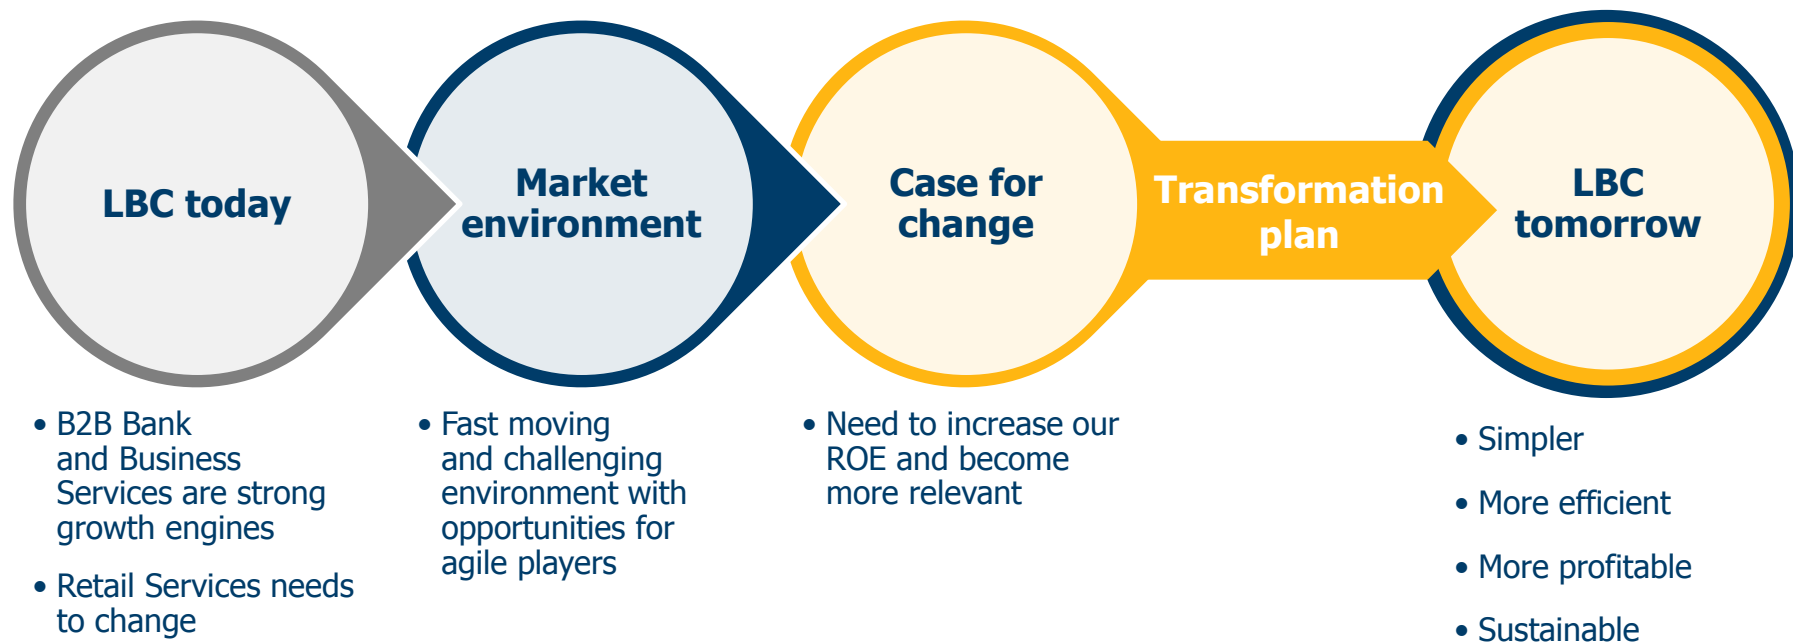 LBC today
Market
environment
Case for
change
Transformation
plan
LBC
tomorrow
• B2B Bank
and Business
Services are strong
growth engines
• Retail Services needs
to change
• Fast moving
and challenging
environment with
opportunities for
agile players
• Need to increase our
ROE and become
more relevant
• Simpler
• More efficient
• More profitable
• Sustainable